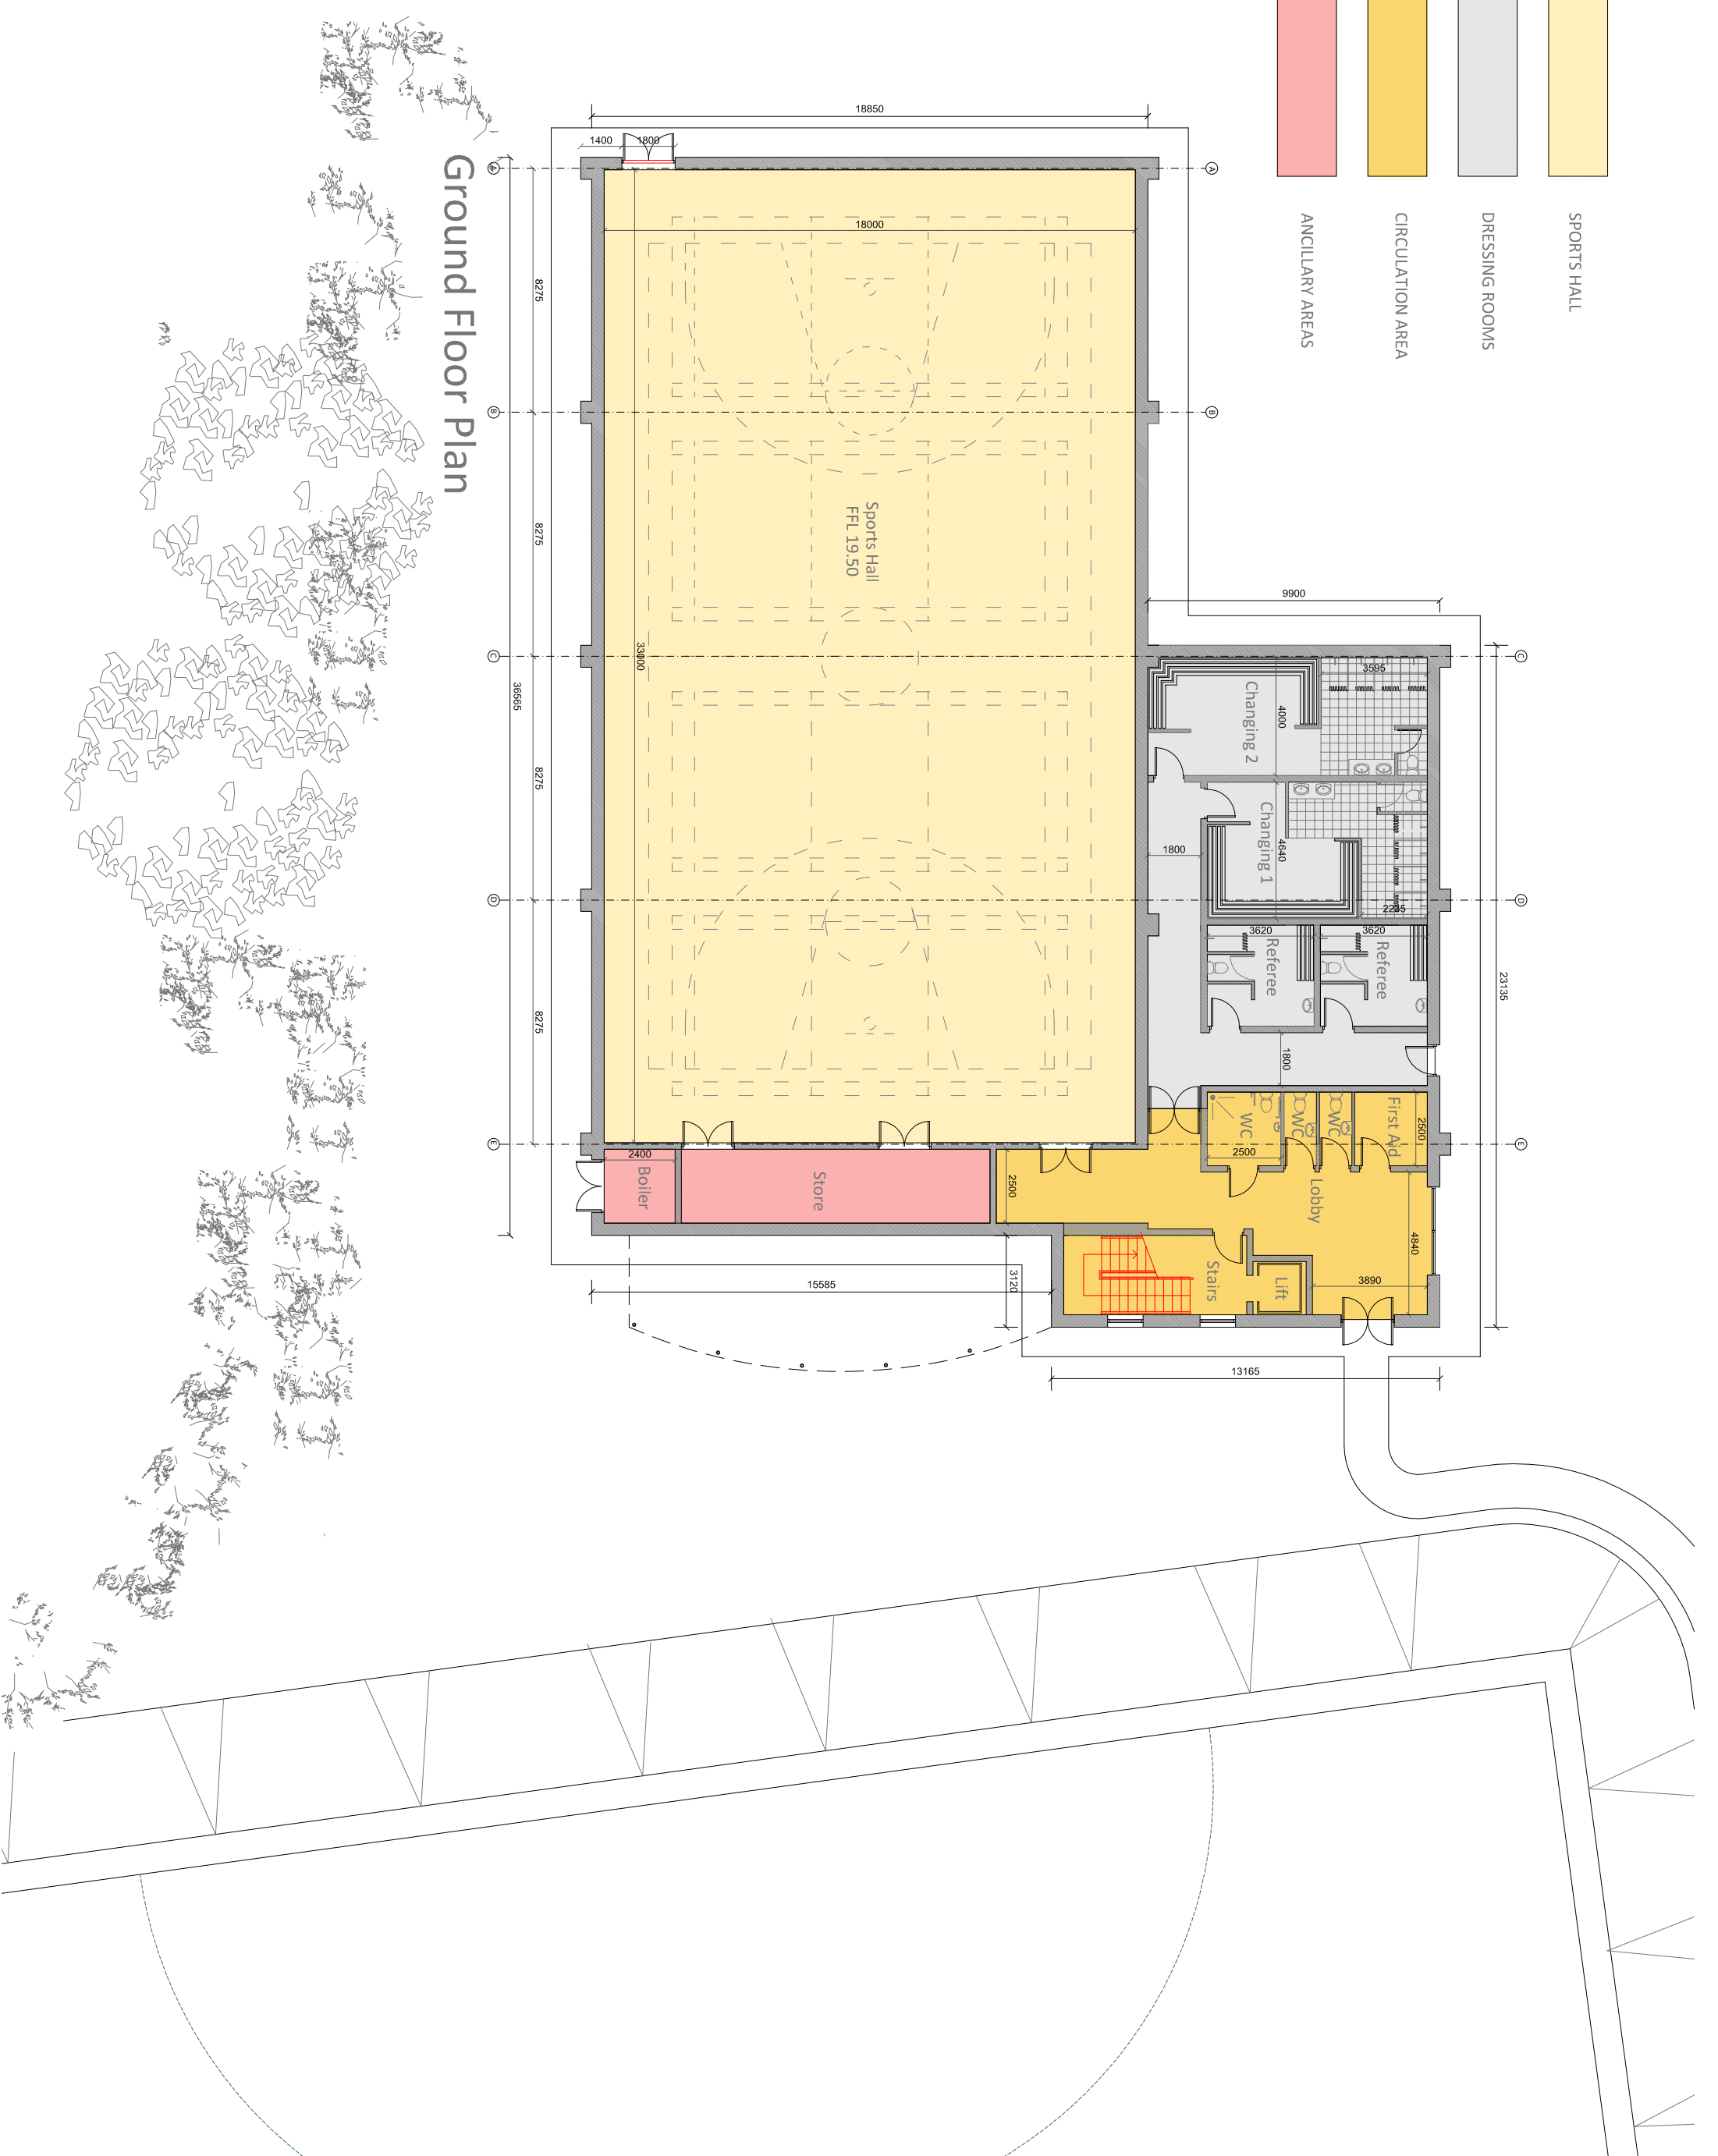 SPORTS HALL
DRESSING ROOMS
CIRCULATION AREA
ANCILLARY AREAS
18850
1400
1800
A
A
18000
8275
Ground Floor Plan
B
B
8275
Sports Hall
FFL 19.50
9900
C
C
33000
36565
3595
Changing 2
4000
8275
1800
Changing 1
4640
2235
D
D
3620
3620
Referee
Referee
23135
8275
1800
First Aid
2500
WC
WC
WC
2500
E
E
2400
Boiler
Store
2500
Lobby
4840
3120
15585
Stairs
Lift
3890
13165